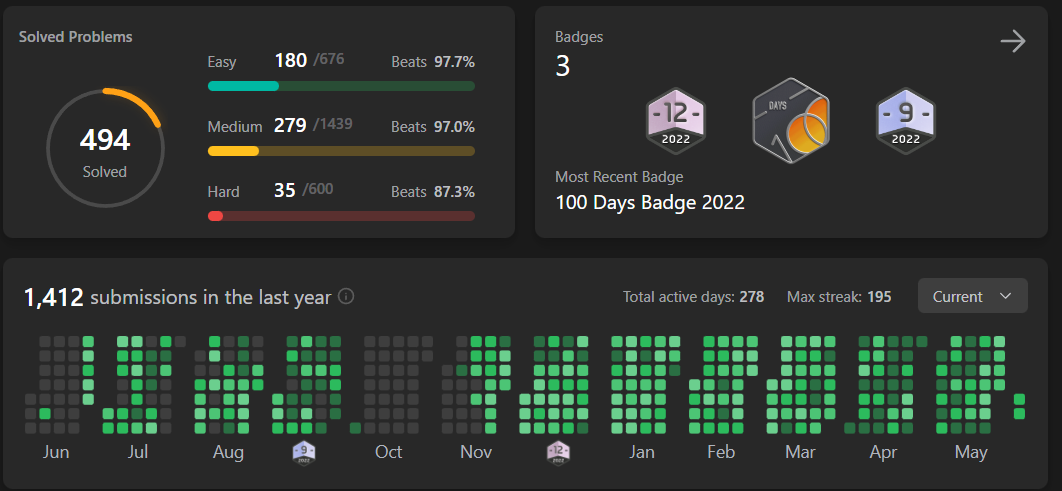 Solved Problems
494
Solved
Easy 180 /676 Beats 97.7%
Medium 279 /1439 Beats 97.0%
Hard 35 /600 Beats 87.3%
Badges
3
12
2022
DAYS
100
9
2022
Most Recent Badge
100 Days Badge 2022
1,412 submissions in the last year
Total active days: 278 Max streak: 195 Current
Jun Jul Aug 9 2022 Oct Nov 12 2022 Jan Feb Mar Apr May